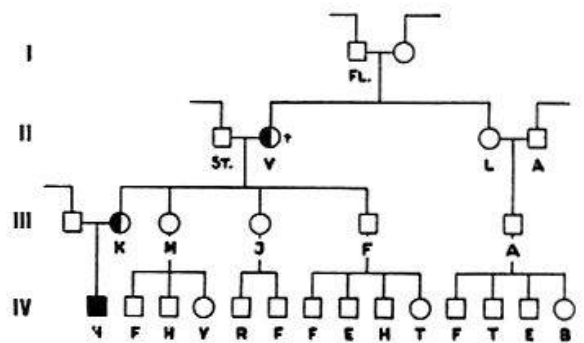 I
FL.
II ?
ST. V L A
III
K M J F A
IV
F H Y R F F E H T F T E B